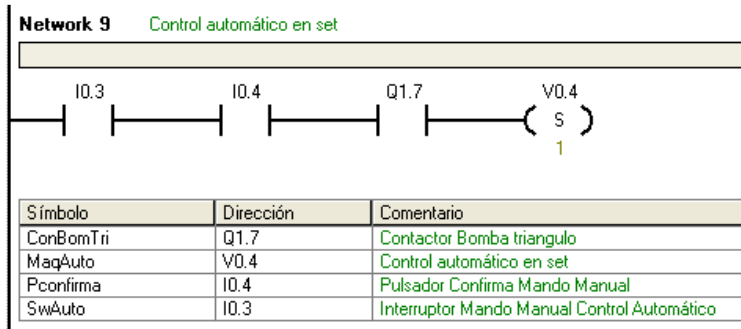 Network 9 Control automático en set
I0.3 I0.4 Q1.7 V0.4
S
1
Símbolo Dirección Comentario
ConBomTri Q1.7 Contactor Bomba triangulo
MaqAuto V0.4 Control automático en set
Pconfirma I0.4 Pulsador Confirma Mando Manual
SwAuto I0.3 Interruptor Mando Manual Control Automático